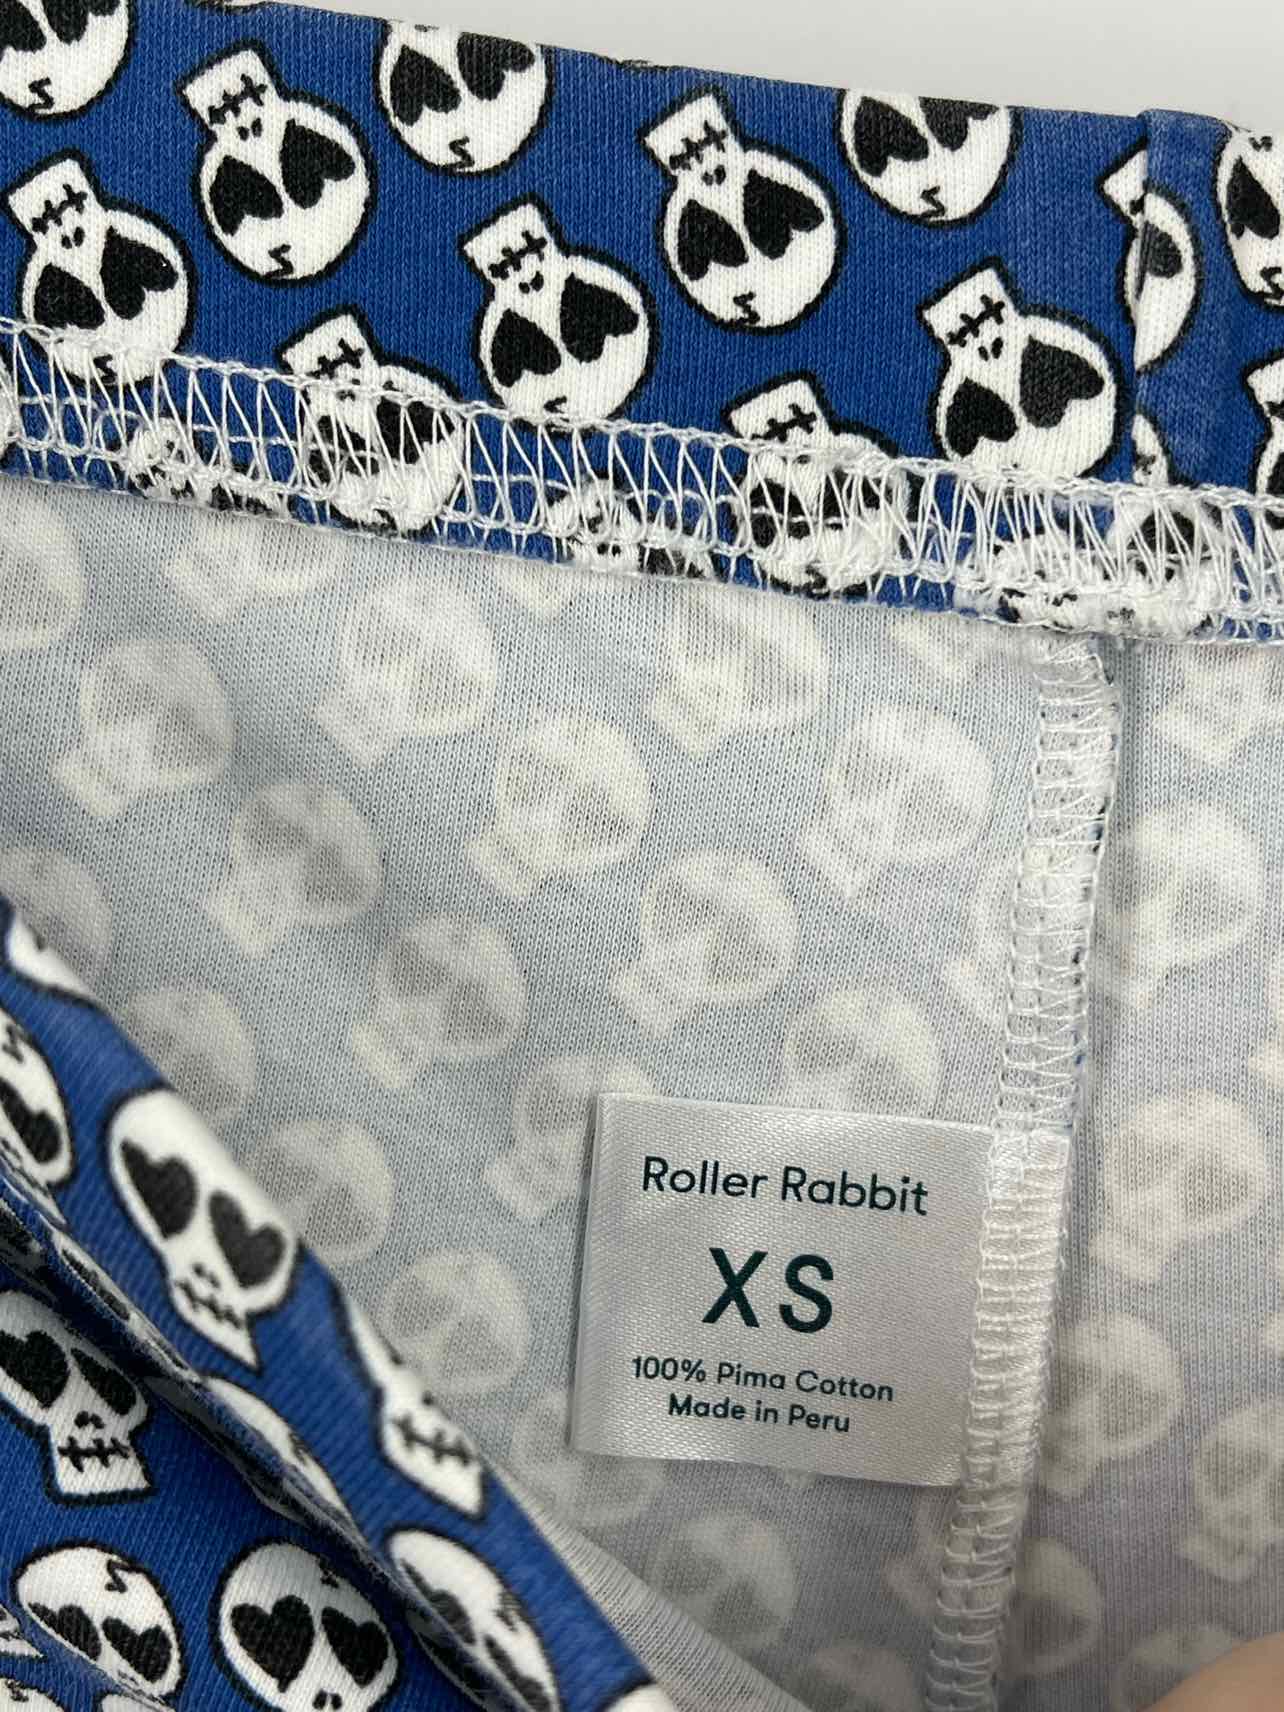 Roller Rabbit
XS
100% Pima Cotton
Made in Peru